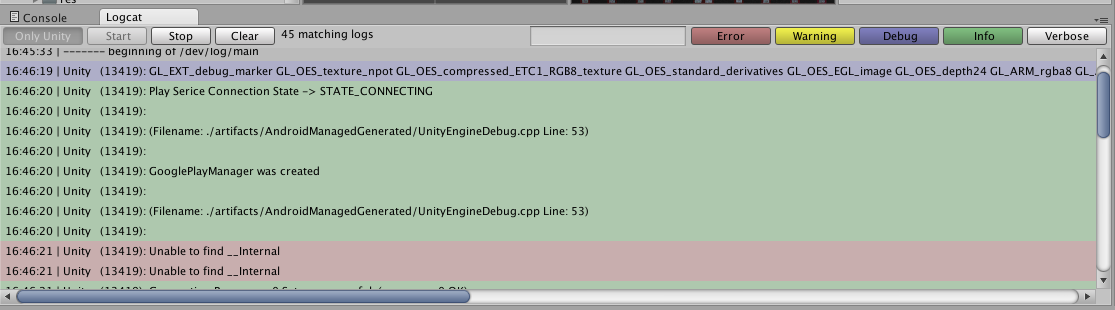 Console Logcat
Only Unity Start Stop Clear 45 matching logs Error Warning Debug Info Verbose
16:45:33 | ------- beginning of /dev/log/main
16:46:19 | Unity (13419): GL_EXT_debug_marker GL_OES_texture_npot GL_OES_compressed_ETC1_RGB8_texture GL_OES_standard_derivatives GL_OES_EGL_image GL_OES_depth24 GL_ARM_rgba8 GL_
16:46:20 | Unity (13419): Play Serice Connection State -> STATE_CONNECTING
16:46:20 | Unity (13419):
16:46:20 | Unity (13419): (Filename: ./artifacts/AndroidManagedGenerated/UnityEngineDebug.cpp Line: 53)
16:46:20 | Unity (13419):
16:46:20 | Unity (13419): GooglePlayManager was created
16:46:20 | Unity (13419):
16:46:20 | Unity (13419): (Filename: ./artifacts/AndroidManagedGenerated/UnityEngineDebug.cpp Line: 53)
16:46:20 | Unity (13419):
16:46:21 | Unity (13419): Unable to find __Internal
16:46:21 | Unity (13419): Unable to find __Internal